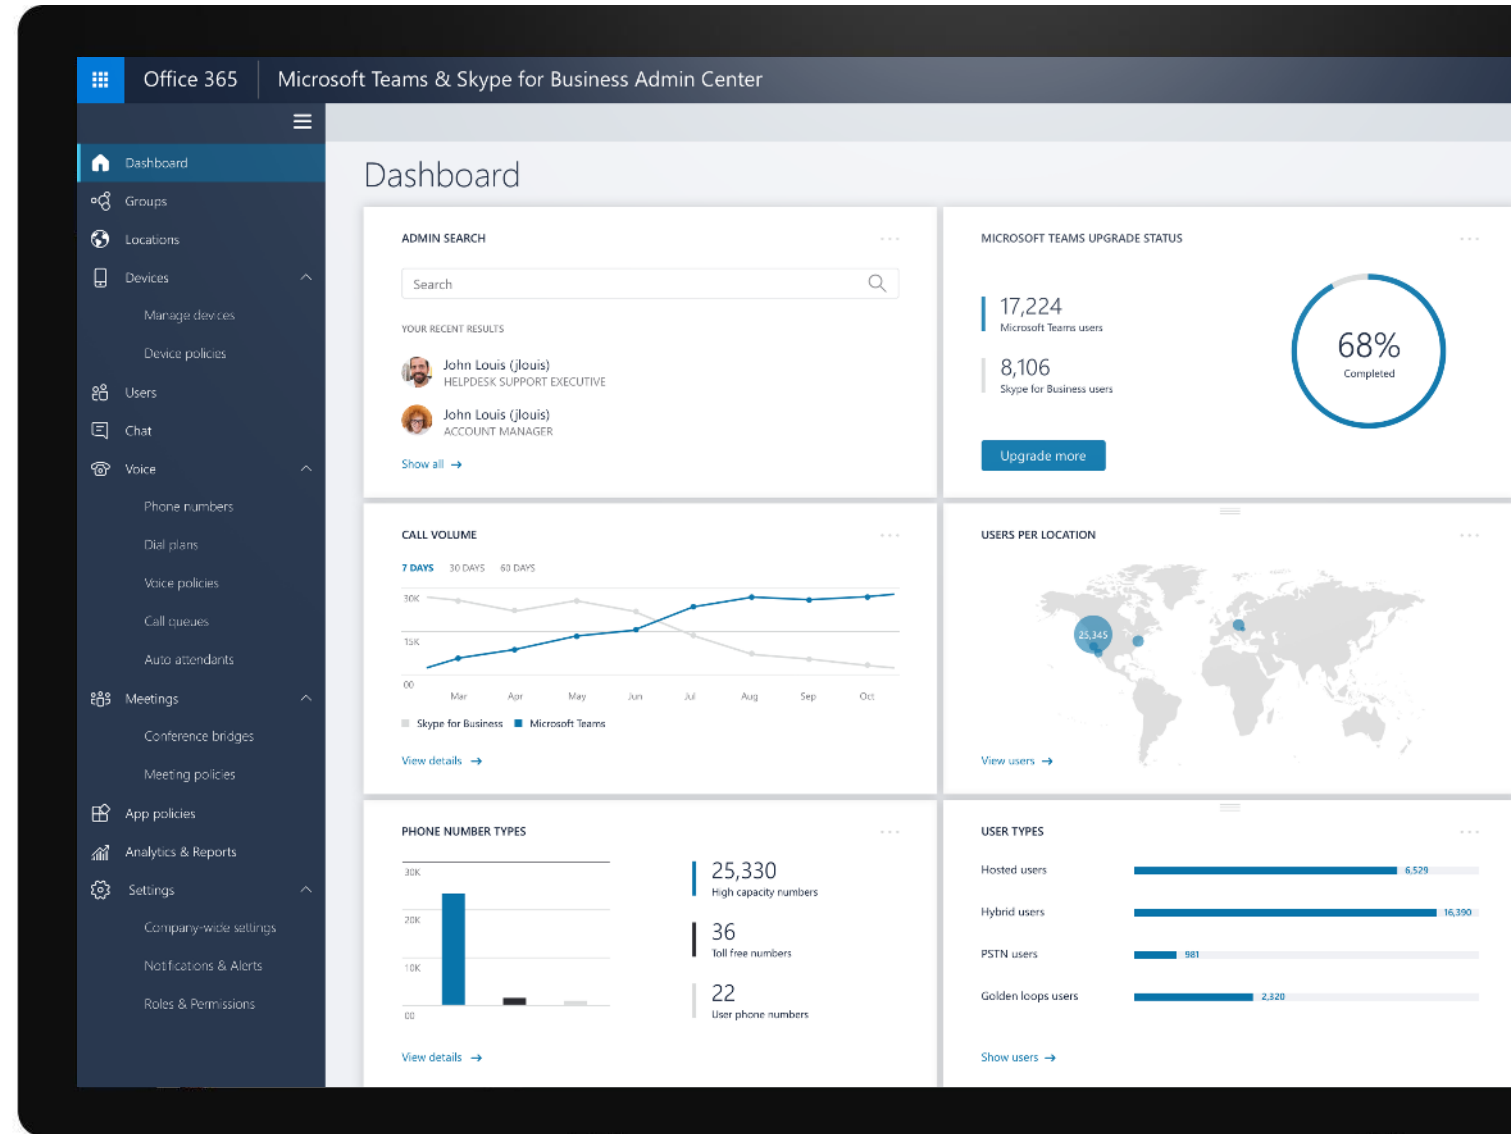 Office 365
Microsoft Teams & Skype for Business Admin Center
Dashboard
Groups
Locations
Devices
Manage devices
Device policies
Users
Chat
Voice
Phone numbers
Dial plans
Voice policies
Call queues
Auto attendants
Meetings
Conference bridges
Meeting policies
App policies
Analytics & Reports
Settings
Company-wide settings
Notifications & Alerts
Roles & Permissions
Dashboard
ADMIN SEARCH
Search
YOUR RECENT RESULTS
John Louis (jlouis)
HELPDESK SUPPORT EXECUTIVE
John Louis (jlouis)
ACCOUNT MANAGER
Show all →
MICROSOFT TEAMS UPGRADE STATUS
17,224
Microsoft Teams users
8,106
Skype for Business users
68%
Completed
Upgrade more
CALL VOLUME
7 DAYS 30 DAYS 60 DAYS
30K
15K
00
Mar Apr May Jun Jul Aug Sep Oct
Skype for Business Microsoft Teams
View details →
USERS PER LOCATION
25,345
View users →
PHONE NUMBER TYPES
30K
20K
10K
00
25,330
High capacity numbers
36
Toll free numbers
22
User phone numbers
View details →
USER TYPES
Hosted users 6,529
Hybrid users 16,390
PSTN users 981
Golden loops users 2,320
Show users →